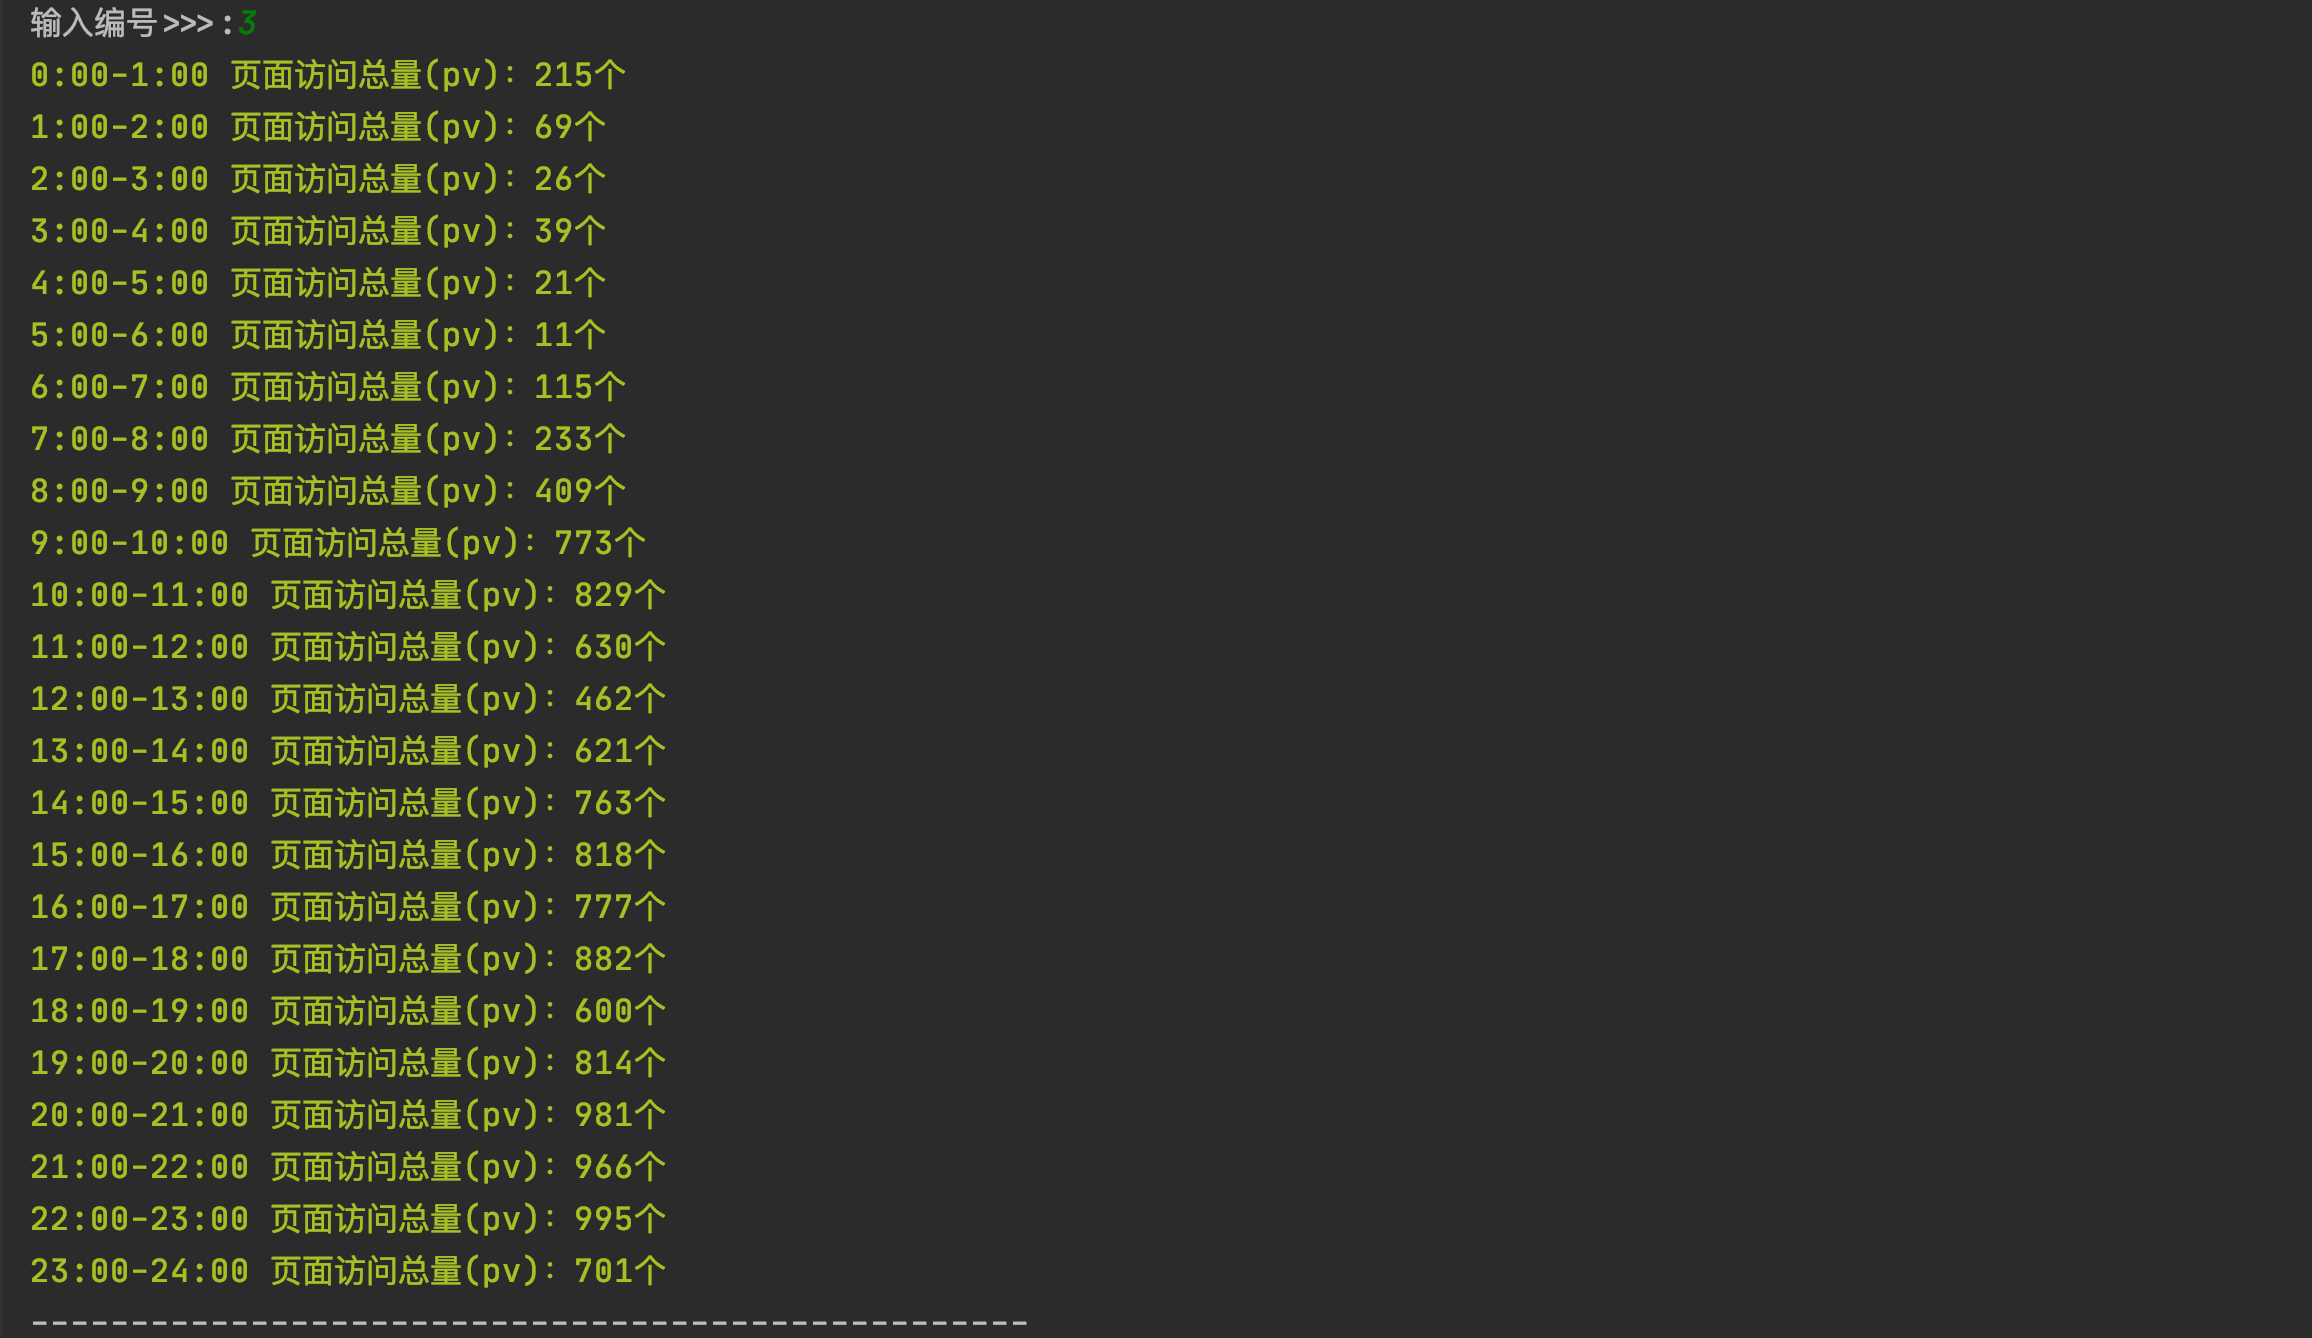 输入编号>>>:3
0:00-1:00 页面访问总量(pv): 215个
1:00-2:00 页面访问总量(pv): 69个
2:00-3:00 页面访问总量(pv): 26个
3:00-4:00 页面访问总量(pv): 39个
4:00-5:00 页面访问总量(pv): 21个
5:00-6:00 页面访问总量(pv): 11个
6:00-7:00 页面访问总量(pv): 115个
7:00-8:00 页面访问总量(pv): 233个
8:00-9:00 页面访问总量(pv): 409个
9:00-10:00 页面访问总量(pv): 773个
10:00-11:00 页面访问总量(pv): 829个
11:00-12:00 页面访问总量(pv): 630个
12:00-13:00 页面访问总量(pv): 462个
13:00-14:00 页面访问总量(pv): 621个
14:00-15:00 页面访问总量(pv): 763个
15:00-16:00 页面访问总量(pv): 818个
16:00-17:00 页面访问总量(pv): 777个
17:00-18:00 页面访问总量(pv): 882个
18:00-19:00 页面访问总量(pv): 600个
19:00-20:00 页面访问总量(pv): 814个
20:00-21:00 页面访问总量(pv): 981个
21:00-22:00 页面访问总量(pv): 966个
22:00-23:00 页面访问总量(pv): 995个
23:00-24:00 页面访问总量(pv): 701个
--------------------------------------------------